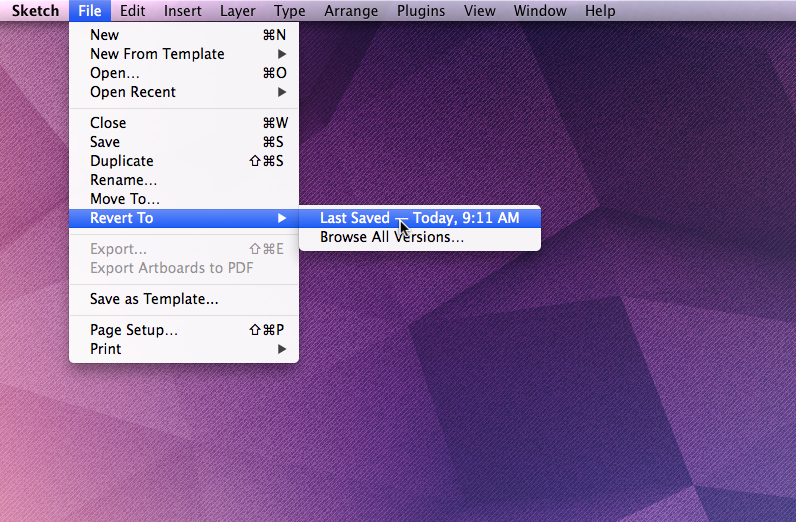 Sketch File Edit Insert Layer Type Arrange Plugins View Window Help
New ⌘N
New From Template ▶
Open... ⌘O
Open Recent ▶
Close ⌘W
Save ⌘S
Duplicate ⇧⌘S
Rename...
Move To...
Revert To ▶ Last Saved — Today, 9:11 AM
Browse All Versions...
Export... ⇧⌘E
Export Artboards to PDF
Save as Template...
Page Setup... ⇧⌘P
Print ▶